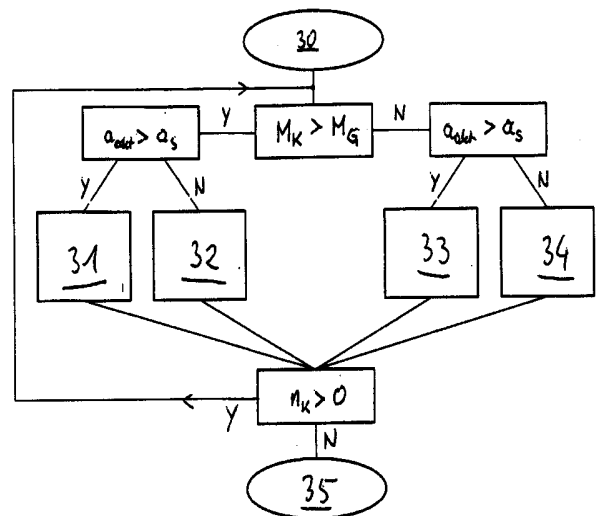 30
Y
N
a_akt > a_s
M_K > M_G
a_akt > a_s
Y
N
Y
N
31
32
33
34
n_K > 0
Y
N
35